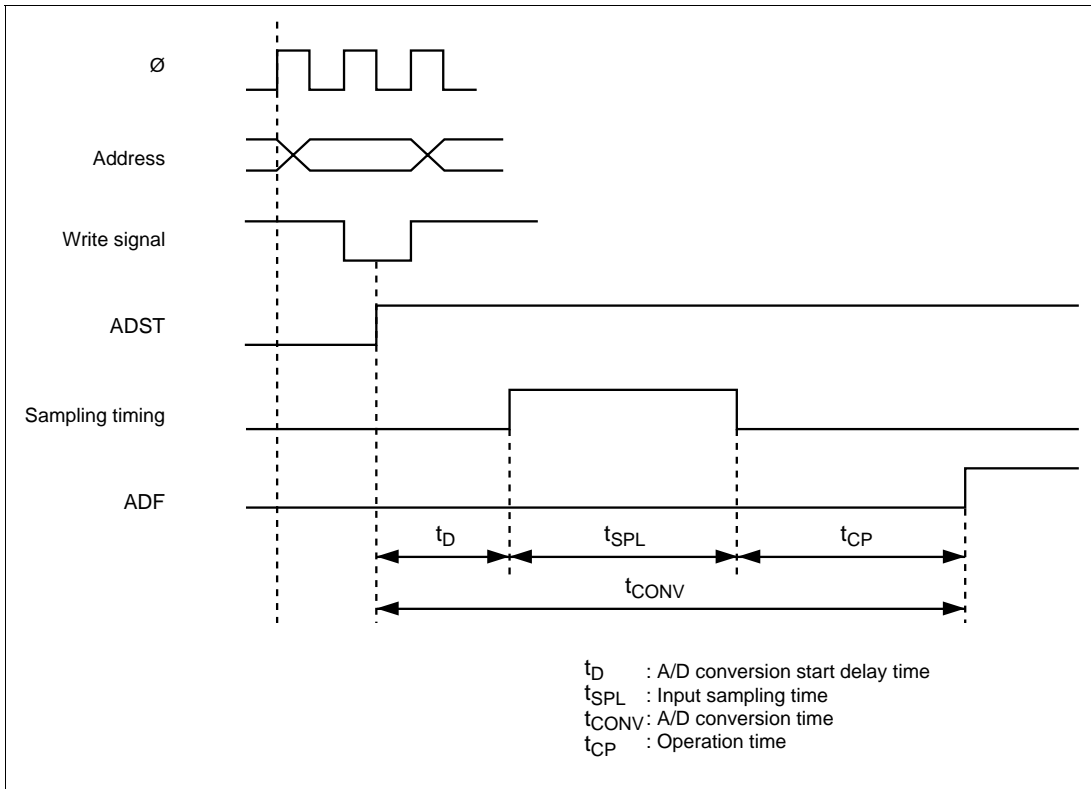 Ø
Address
Write signal
ADST
Sampling timing
ADF
tD tSPL tCP
tCONV
tD : A/D conversion start delay time
tSPL : Input sampling time
tCONV : A/D conversion time
tCP : Operation time